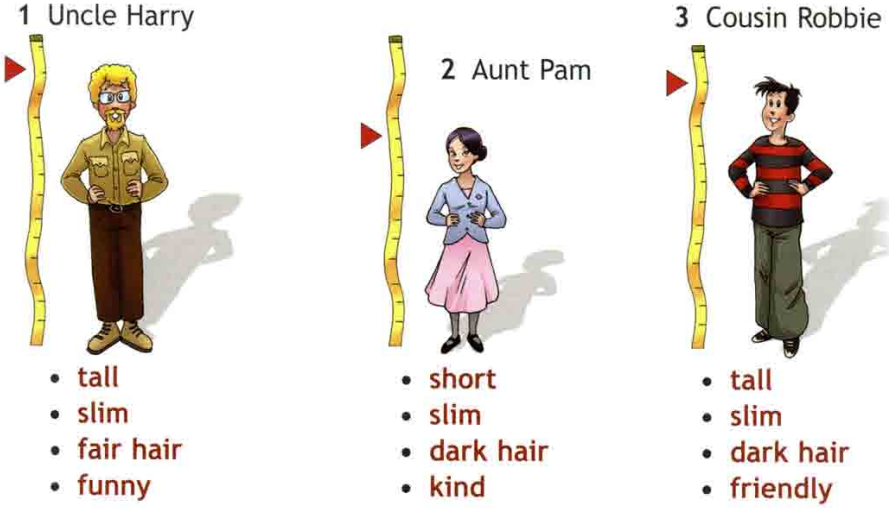 1 Uncle Harry
• tall
• slim
• fair hair
• funny
2 Aunt Pam
• short
• slim
• dark hair
• kind
3 Cousin Robbie
• tall
• slim
• dark hair
• friendly